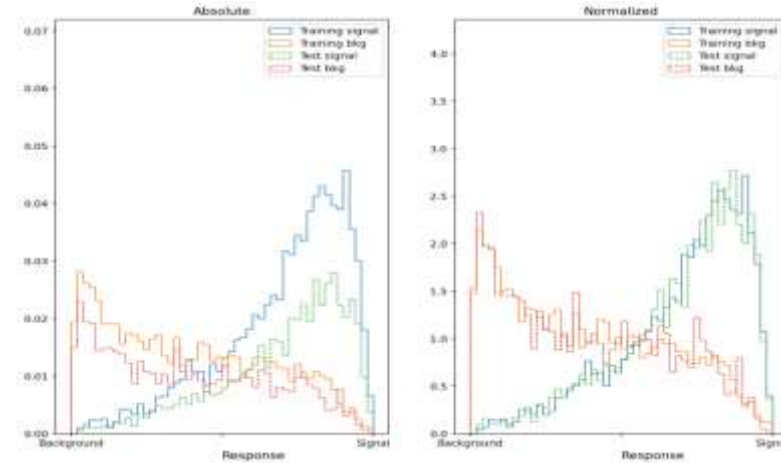 Absolute
0.07
0.06
0.05
0.04
0.03
0.02
0.01
0.00
Training signal
Training bkg
Test signal
Test bkg
Background
Signal
Response
Normalized
4.0
3.5
3.0
2.5
2.0
1.5
1.0
0.5
0.0
Training signal
Training bkg
Test signal
Test bkg
Background
Signal
Response